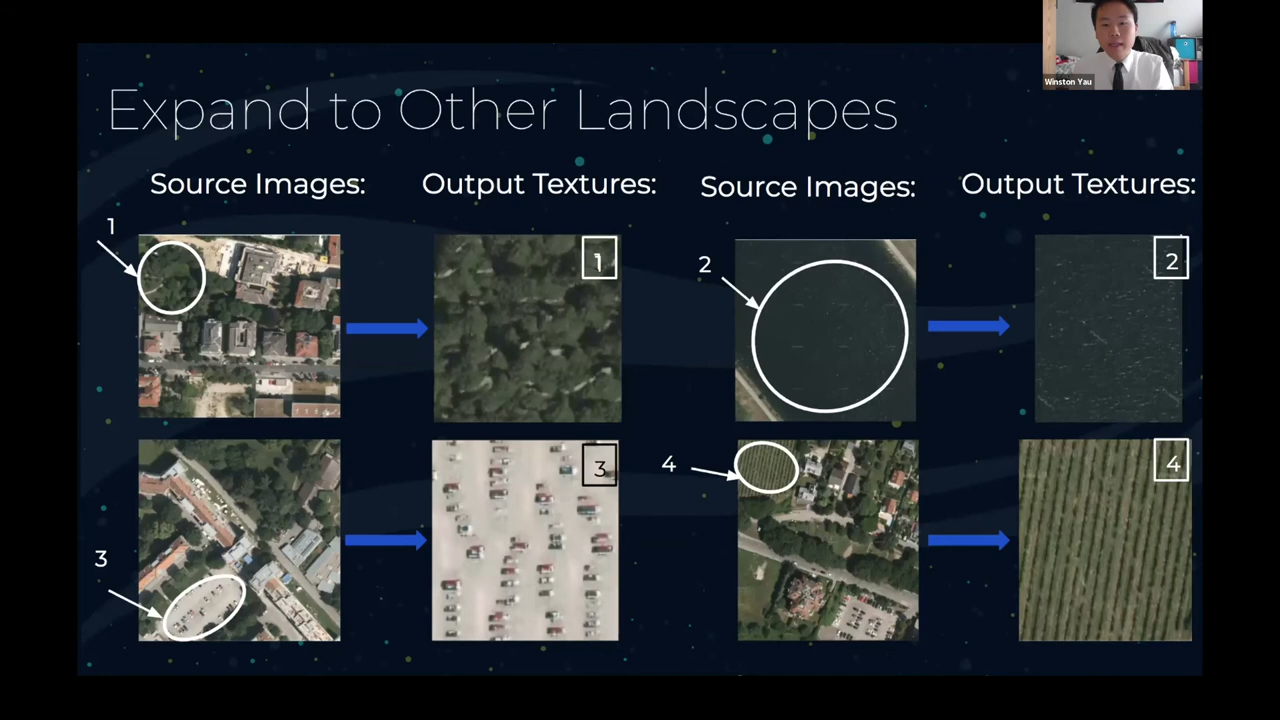 Winston Yau
Expand to Other Landscapes
Source Images:
Output Textures:
Source Images:
Output Textures:
1
1
2
2
3
3
4
4